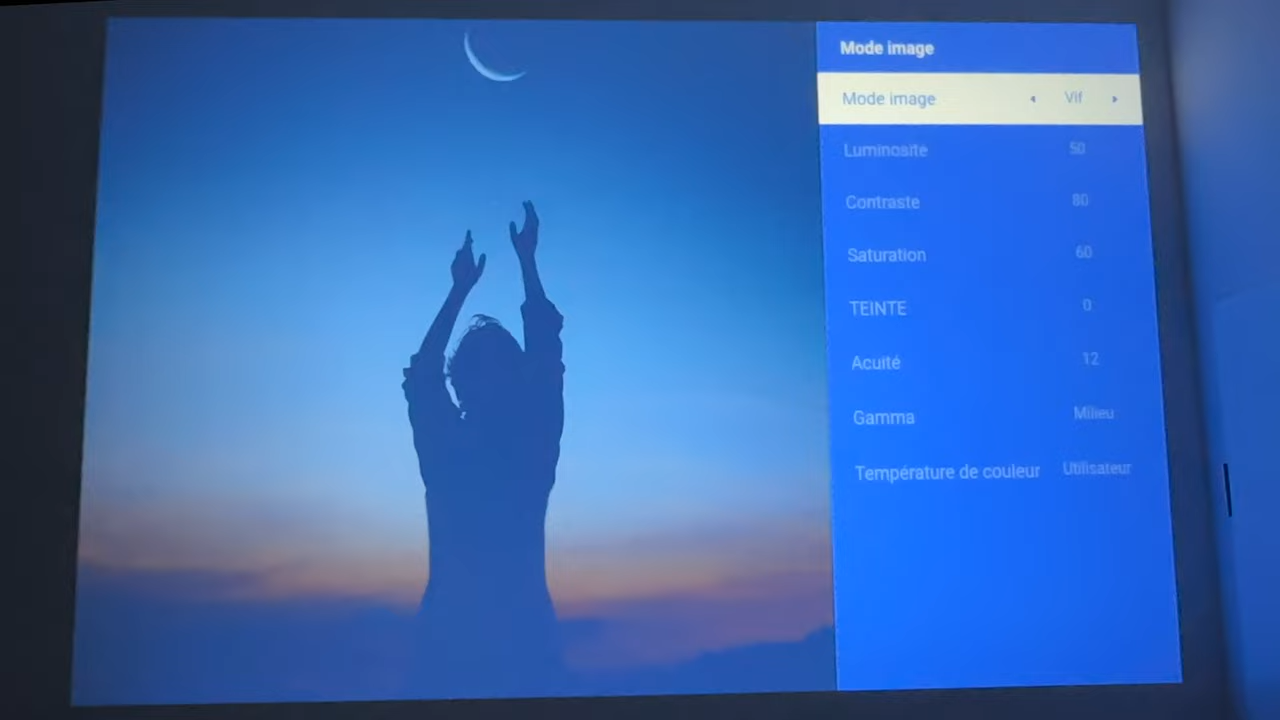 Mode image
Mode image Vif
Luminosité 50
Contraste 80
Saturation 60
TEINTE 0
Acuité 12
Gamma Milieu
Température de couleur Utilisateur